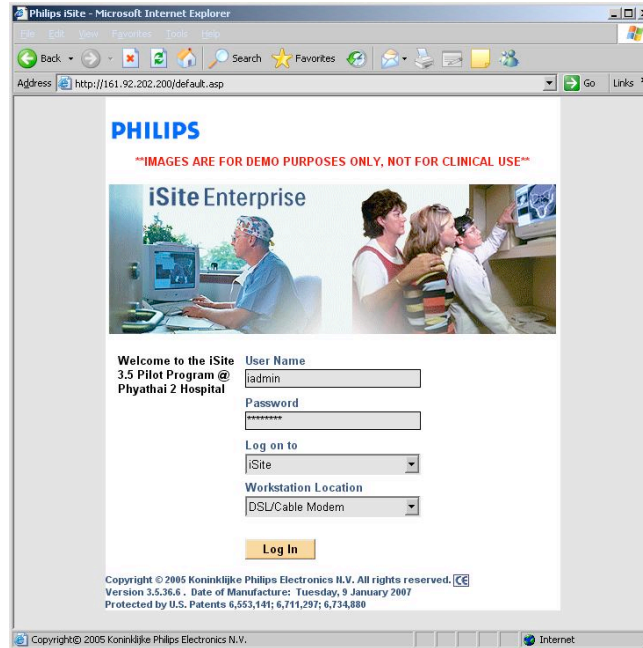 Philips iSite - Microsoft Internet Explorer
File Edit View Favorites Tools Help
Back Search Favorites
Address http://161.92.202.200/default.asp Go Links
PHILIPS
**IMAGES ARE FOR DEMO PURPOSES ONLY, NOT FOR CLINICAL USE**
iSite Enterprise
Welcome to the iSite
3.5 Pilot Program @
Phyathai 2 Hospital
User Name
iadmin
Password
********
Log on to
iSite
Workstation Location
DSL/Cable Modem
Log In
Copyright © 2005 Koninklijke Philips Electronics N.V. All rights reserved. CE
Version 3.5.36.6 . Date of Manufacture: Tuesday, 9 January 2007
Protected by U.S. Patents 6,553,141; 6,711,297; 6,734,880
Copyright© 2005 Koninklijke Philips Electronics N.V. Internet